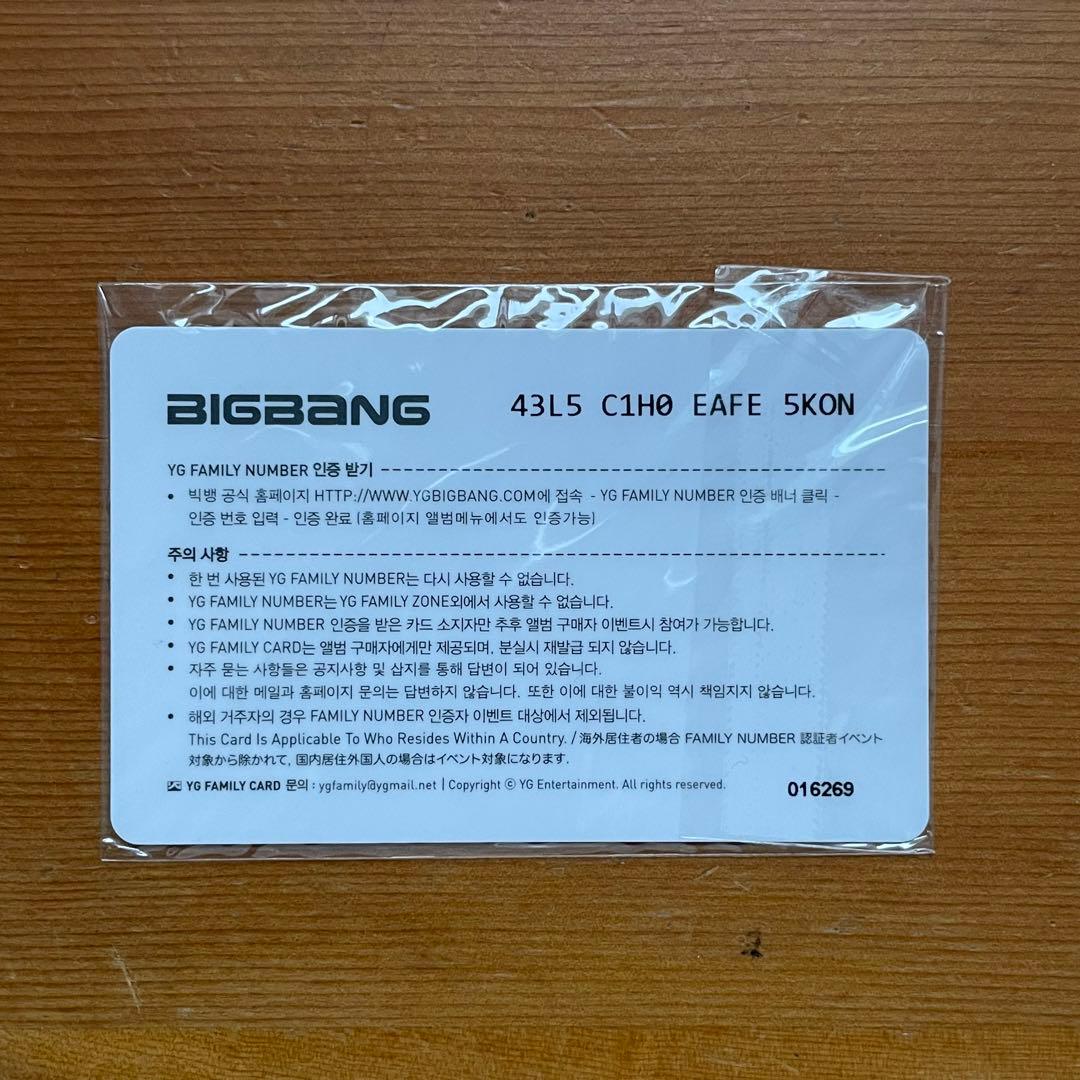 BIGBANG
43L5 C1H0 EAFE 5KON
YG FAMILY NUMBER 인증 받기
• 빅뱅 공식 홈페이지 HTTP://WWW.YGBIGBANG.COM에 접속 - YG FAMILY NUMBER 인증 배너 클릭 -
인증 번호 입력 - 인증 완료 (홈페이지 앨범메뉴에서도 인증가능)
주의 사항
• 한 번 사용된 YG FAMILY NUMBER는 다시 사용할 수 없습니다.
• YG FAMILY NUMBER는 YG FAMILY ZONE외에서 사용할 수 없습니다.
• YG FAMILY NUMBER 인증을 받은 카드 소지자만 추후 앨범 구매자 이벤트시 참여가 가능합니다.
• YG FAMILY CARD는 앨범 구매자에게만 제공되며, 분실시 재발급 되지 않습니다.
• 자주 묻는 사항들은 공지사항 및 삽지를 통해 답변이 되어 있습니다.
이에 대한 메일과 홈페이지 문의는 답변하지 않습니다. 또한 이에 대한 불이익 역시 책임지지 않습니다.
• 해외 거주자의 경우 FAMILY NUMBER 인증자 이벤트 대상에서 제외됩니다.
This Card Is Applicable To Who Resides Within A Country. / 海外居住者の場合 FAMILY NUMBER 認証者イベント
対象から除かれて, 国内居住外国人の場合はイベント対象になります.
YG FAMILY CARD 문의 : ygfamily@ygmail.net | Copyright ⓒ YG Entertainment. All rights reserved.
016269